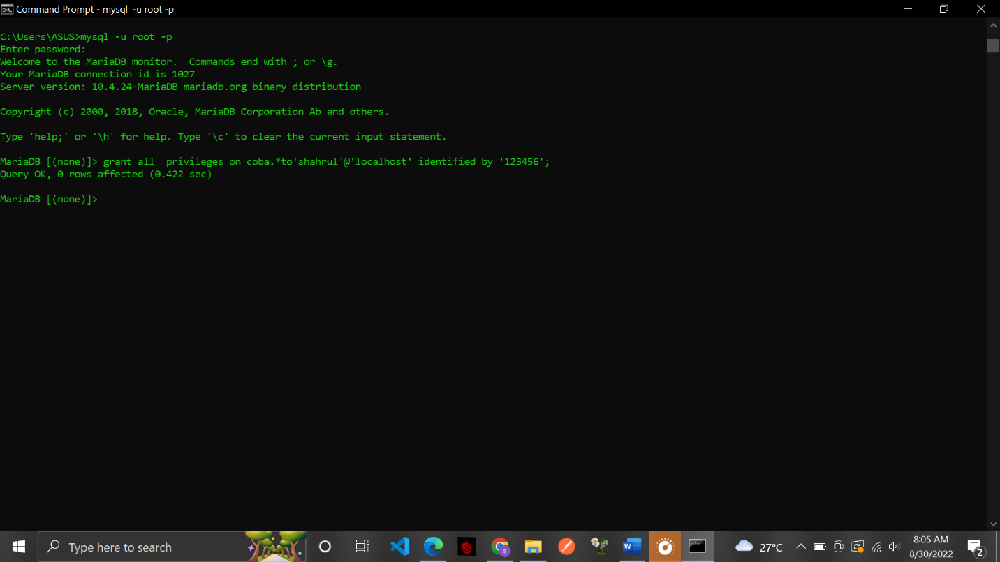 Command Prompt - mysql  -u root -p
C:\Users\ASUS>mysql -u root -p
Enter password:
Welcome to the MariaDB monitor.  Commands end with ; or \g.
Your MariaDB connection id is 1027
Server version: 10.4.24-MariaDB mariadb.org binary distribution
Copyright (c) 2000, 2018, Oracle, MariaDB Corporation Ab and others.
Type 'help;' or '\h' for help. Type '\c' to clear the current input statement.
MariaDB [(none)]> grant all  privileges on coba.*to'shahrul'@'localhost' identified by '123456';
Query OK, 0 rows affected (0.422 sec)
MariaDB [(none)]>
Type here to search
27°C
8:05 AM
8/30/2022
2